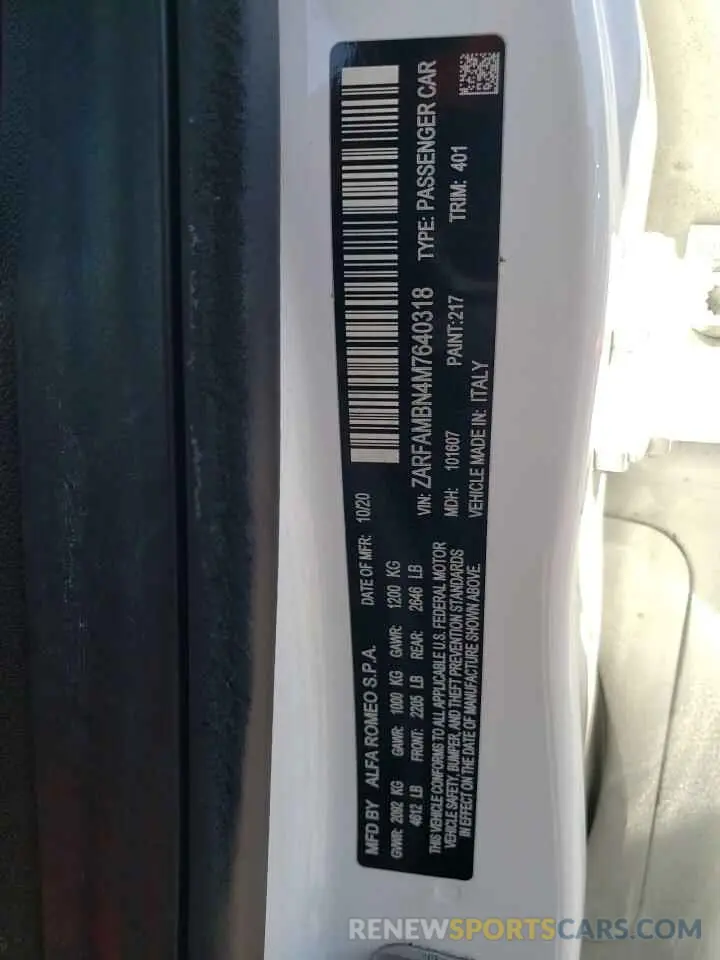 MFD BY ALFA ROMEO S.P.A. DATE OF MFR: 10/20
GVWR: 2092 KG GAWR: 1000 KG GAWR: 1200 KG
4612 LB FRONT: 2205 LB REAR: 2646 LB
THIS VEHICLE CONFORMS TO ALL APPLICABLE U.S. FEDERAL MOTOR
VEHICLE SAFETY, BUMPER, AND THEFT PREVENTION STANDARDS
IN EFFECT ON THE DATE OF MANUFACTURE SHOWN ABOVE.
VIN: ZARFAMBN4M7640318 TYPE: PASSENGER CAR
MDH: 101607 PAINT:217 TRIM: 401
VEHICLE MADE IN: ITALY
RENEWSPORTSCARS.COM